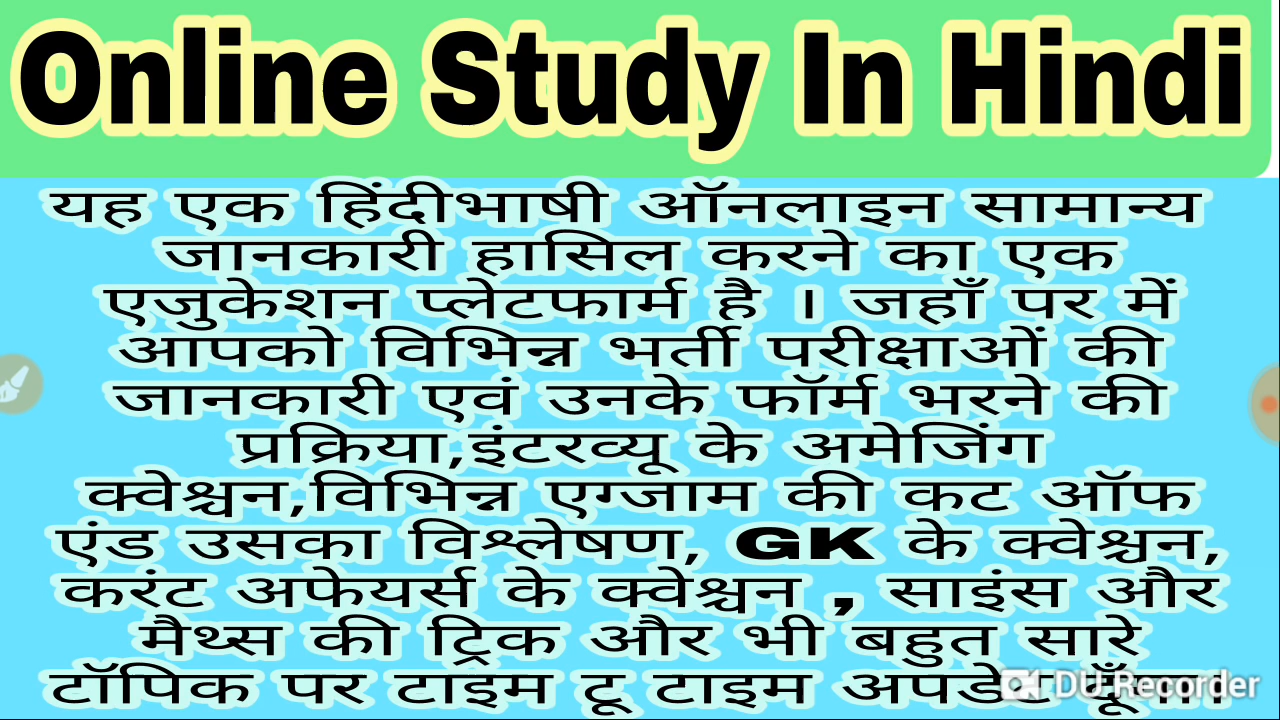 Online Study In Hindi
यह एक हिंदीभाषी ऑनलाइन सामान्य
जानकारी हासिल करने का एक
एजुकेशन प्लेटफार्म है । जहाँ पर में
आपको विभिन्न भर्ती परीक्षाओं की
जानकारी एवं उनके फॉर्म भरने की
प्रक्रिया,इंटरव्यू के अमेजिंग
क्वेश्चन,विभिन्न एग्जाम की कट ऑफ
एंड उसका विश्लेषण, GK के क्वेश्चन,
करंट अफेयर्स के क्वेश्चन , साइंस और
मैथ्स की ट्रिक और भी बहुत सारे
टॉपिक पर टाइम टू टाइम
DU Recorder